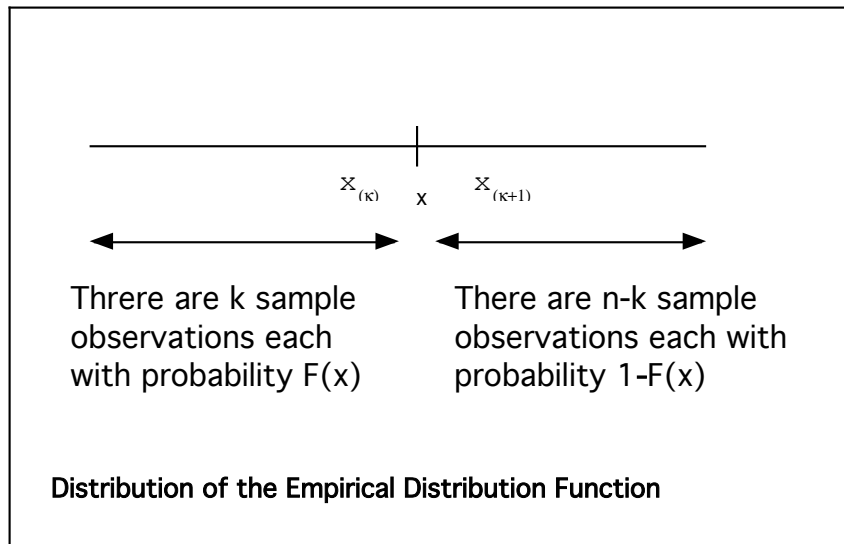 X(κ) x X(κ+1)
Threre are k sample
observations each
with probability F(x)
There are n-k sample
observations each with
probability 1-F(x)
Distribution of the Empirical Distribution Function